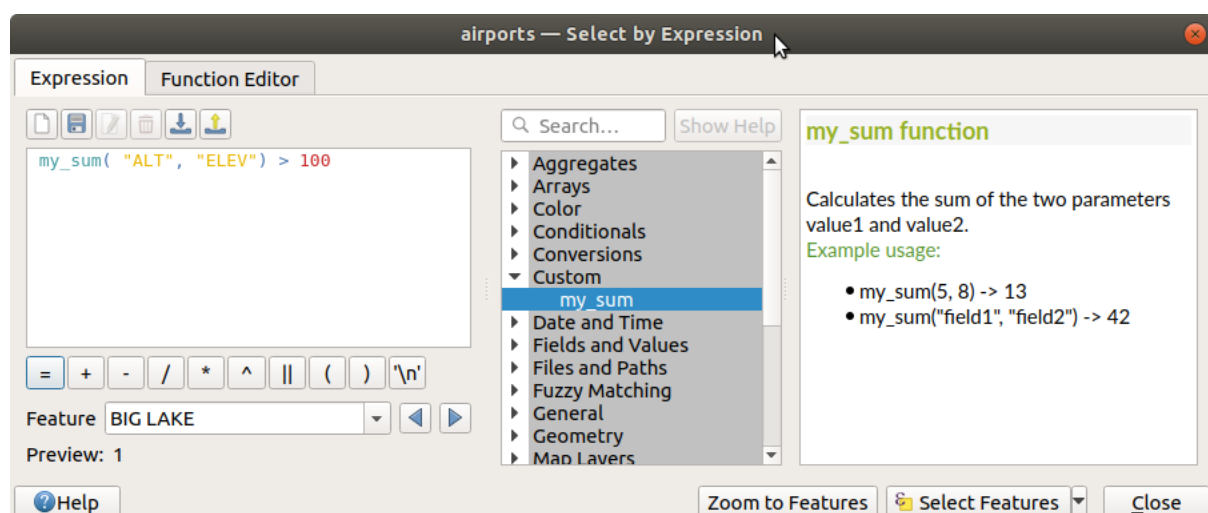 airports — Select by Expression
Expression
Function Editor
my_sum( "ALT", "ELEV") > 100
= + - / * ^ || ( ) '\n'
Feature BIG LAKE
Preview: 1
Search...
Show Help
Aggregates
Arrays
Color
Conditionals
Conversions
Custom
my_sum
Date and Time
Fields and Values
Files and Paths
Fuzzy Matching
General
Geometry
Map Layers
my_sum function
Calculates the sum of the two parameters
value1 and value2.
Example usage:
● my_sum(5, 8) -> 13
● my_sum("field1", "field2") -> 42
Help
Zoom to Features
Select Features
Close